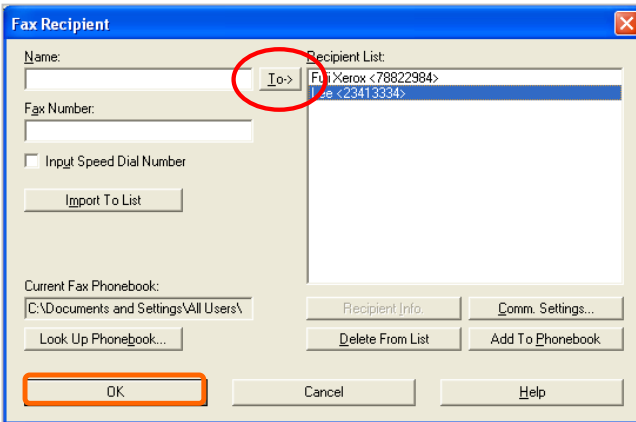 Fax Recipient
Name:
To->
Fax Number:
Input Speed Dial Number
Import To List
Current Fax Phonebook:
C:\Documents and Settings\All Users\
Look Up Phonebook...
Recipient List:
Fuji Xerox <78822984>
Lee <23413334>
Recipient Info.
Comm. Settings...
Delete From List
Add To Phonebook
OK
Cancel
Help